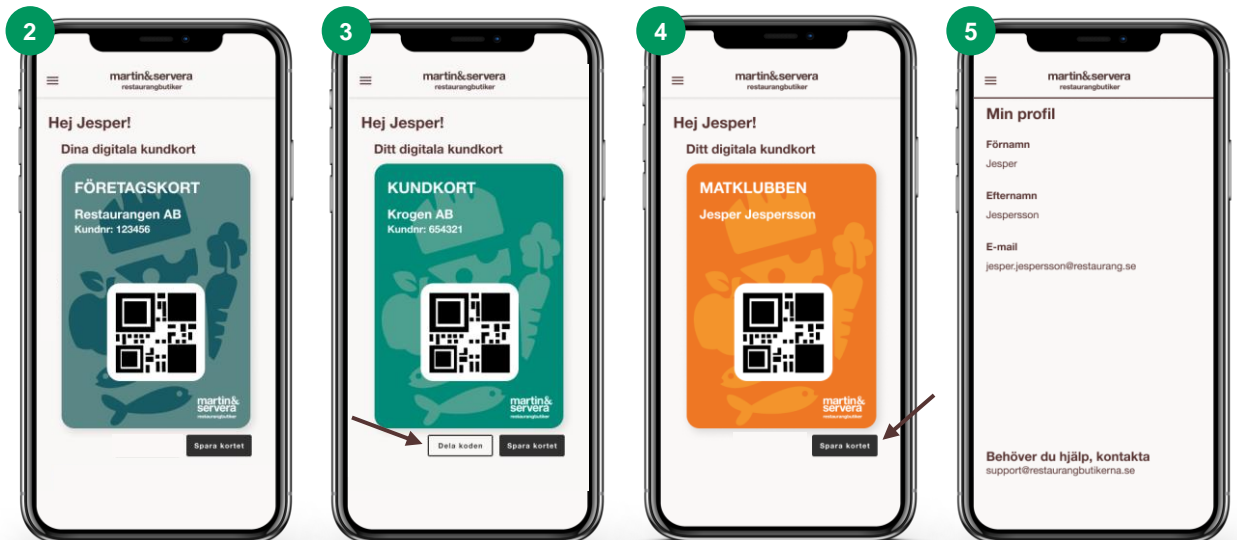 2
martin&servera
restaurangbutiker
Hej Jesper!
Dina digitala kundkort
FÖRETAGSKORT
Restaurangen AB
Kundnr: 123456
martin&
servera
restaurangbutiker
Spara kortet
3
martin&servera
restaurangbutiker
Hej Jesper!
Ditt digitala kundkort
KUNDKORT
Krogen AB
Kundnr: 654321
martin&
servera
restaurangbutiker
Dela koden
Spara kortet
4
martin&servera
restaurangbutiker
Hej Jesper!
Ditt digitala kundkort
MATKLUBBEN
Jesper Jespersson
martin&
servera
restaurangbutiker
Spara kortet
5
martin&servera
restaurangbutiker
Min profil
Förnamn
Jesper
Efternamn
Jespersson
E-mail
jesper.jespersson@restaurang.se
Behöver du hjälp, kontakta
support@restaurangbutikerna.se